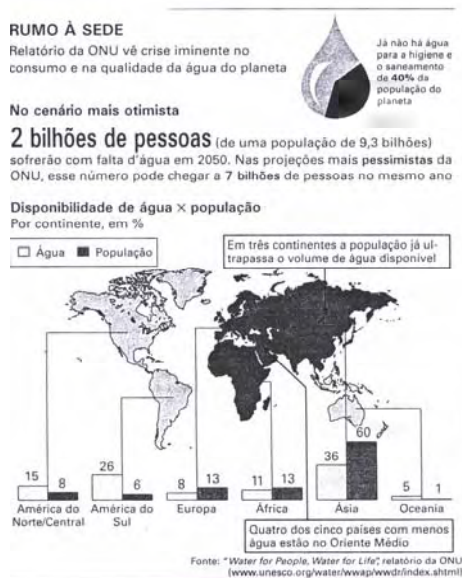 RUMO À SEDE
Relatório da ONU vê crise iminente no
consumo e na qualidade da água do planeta
Já não há água
para a higiene e
o saneamento
de 40% da
população do
planeta
No cenário mais otimista
2 bilhões de pessoas (de uma população de 9,3 bilhões)
sofrerão com falta d'água em 2050. Nas projeções mais pessimistas da
ONU, esse número pode chegar a 7 bilhões de pessoas no mesmo ano
Disponibilidade de água × população
Por continente, em %
Água População
Em três continentes a população já ul-
trapassa o volume de água disponível
15 8
26 6
8 13
11 13
36 60
5 1
América do
Norte/Central
América do
Sul
Europa
África
Ásia
Oceania
Quatro dos cinco países com menos
água estão no Oriente Médio
Fonte: "Water for People, Water for Life", relatório da ONU
(www.unesco.org/water/wwap/wwdr/index.shtml)